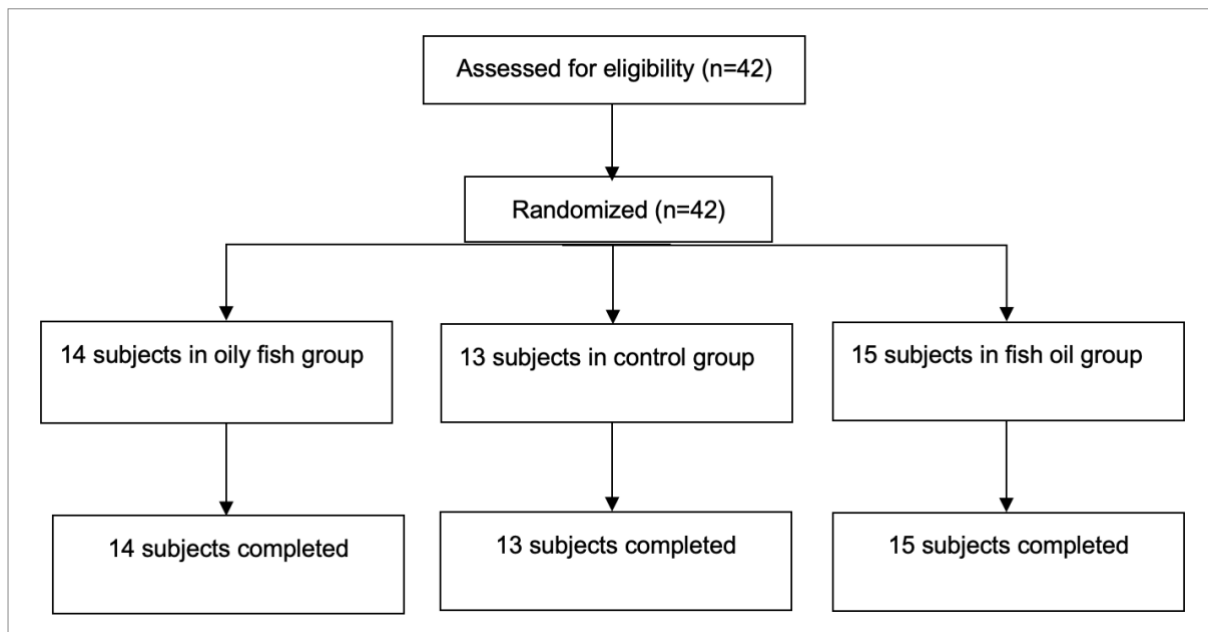 Assessed for eligibility (n=42)
Randomized (n=42)
14 subjects in oily fish group
13 subjects in control group
15 subjects in fish oil group
14 subjects completed
13 subjects completed
15 subjects completed